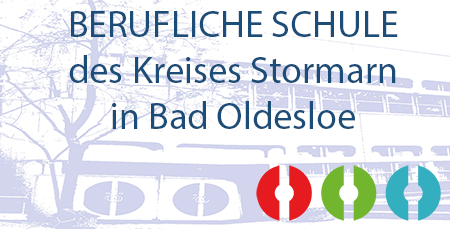 BERUFLICHE SCHULE
des Kreises Stormarn
in Bad Oldesloe